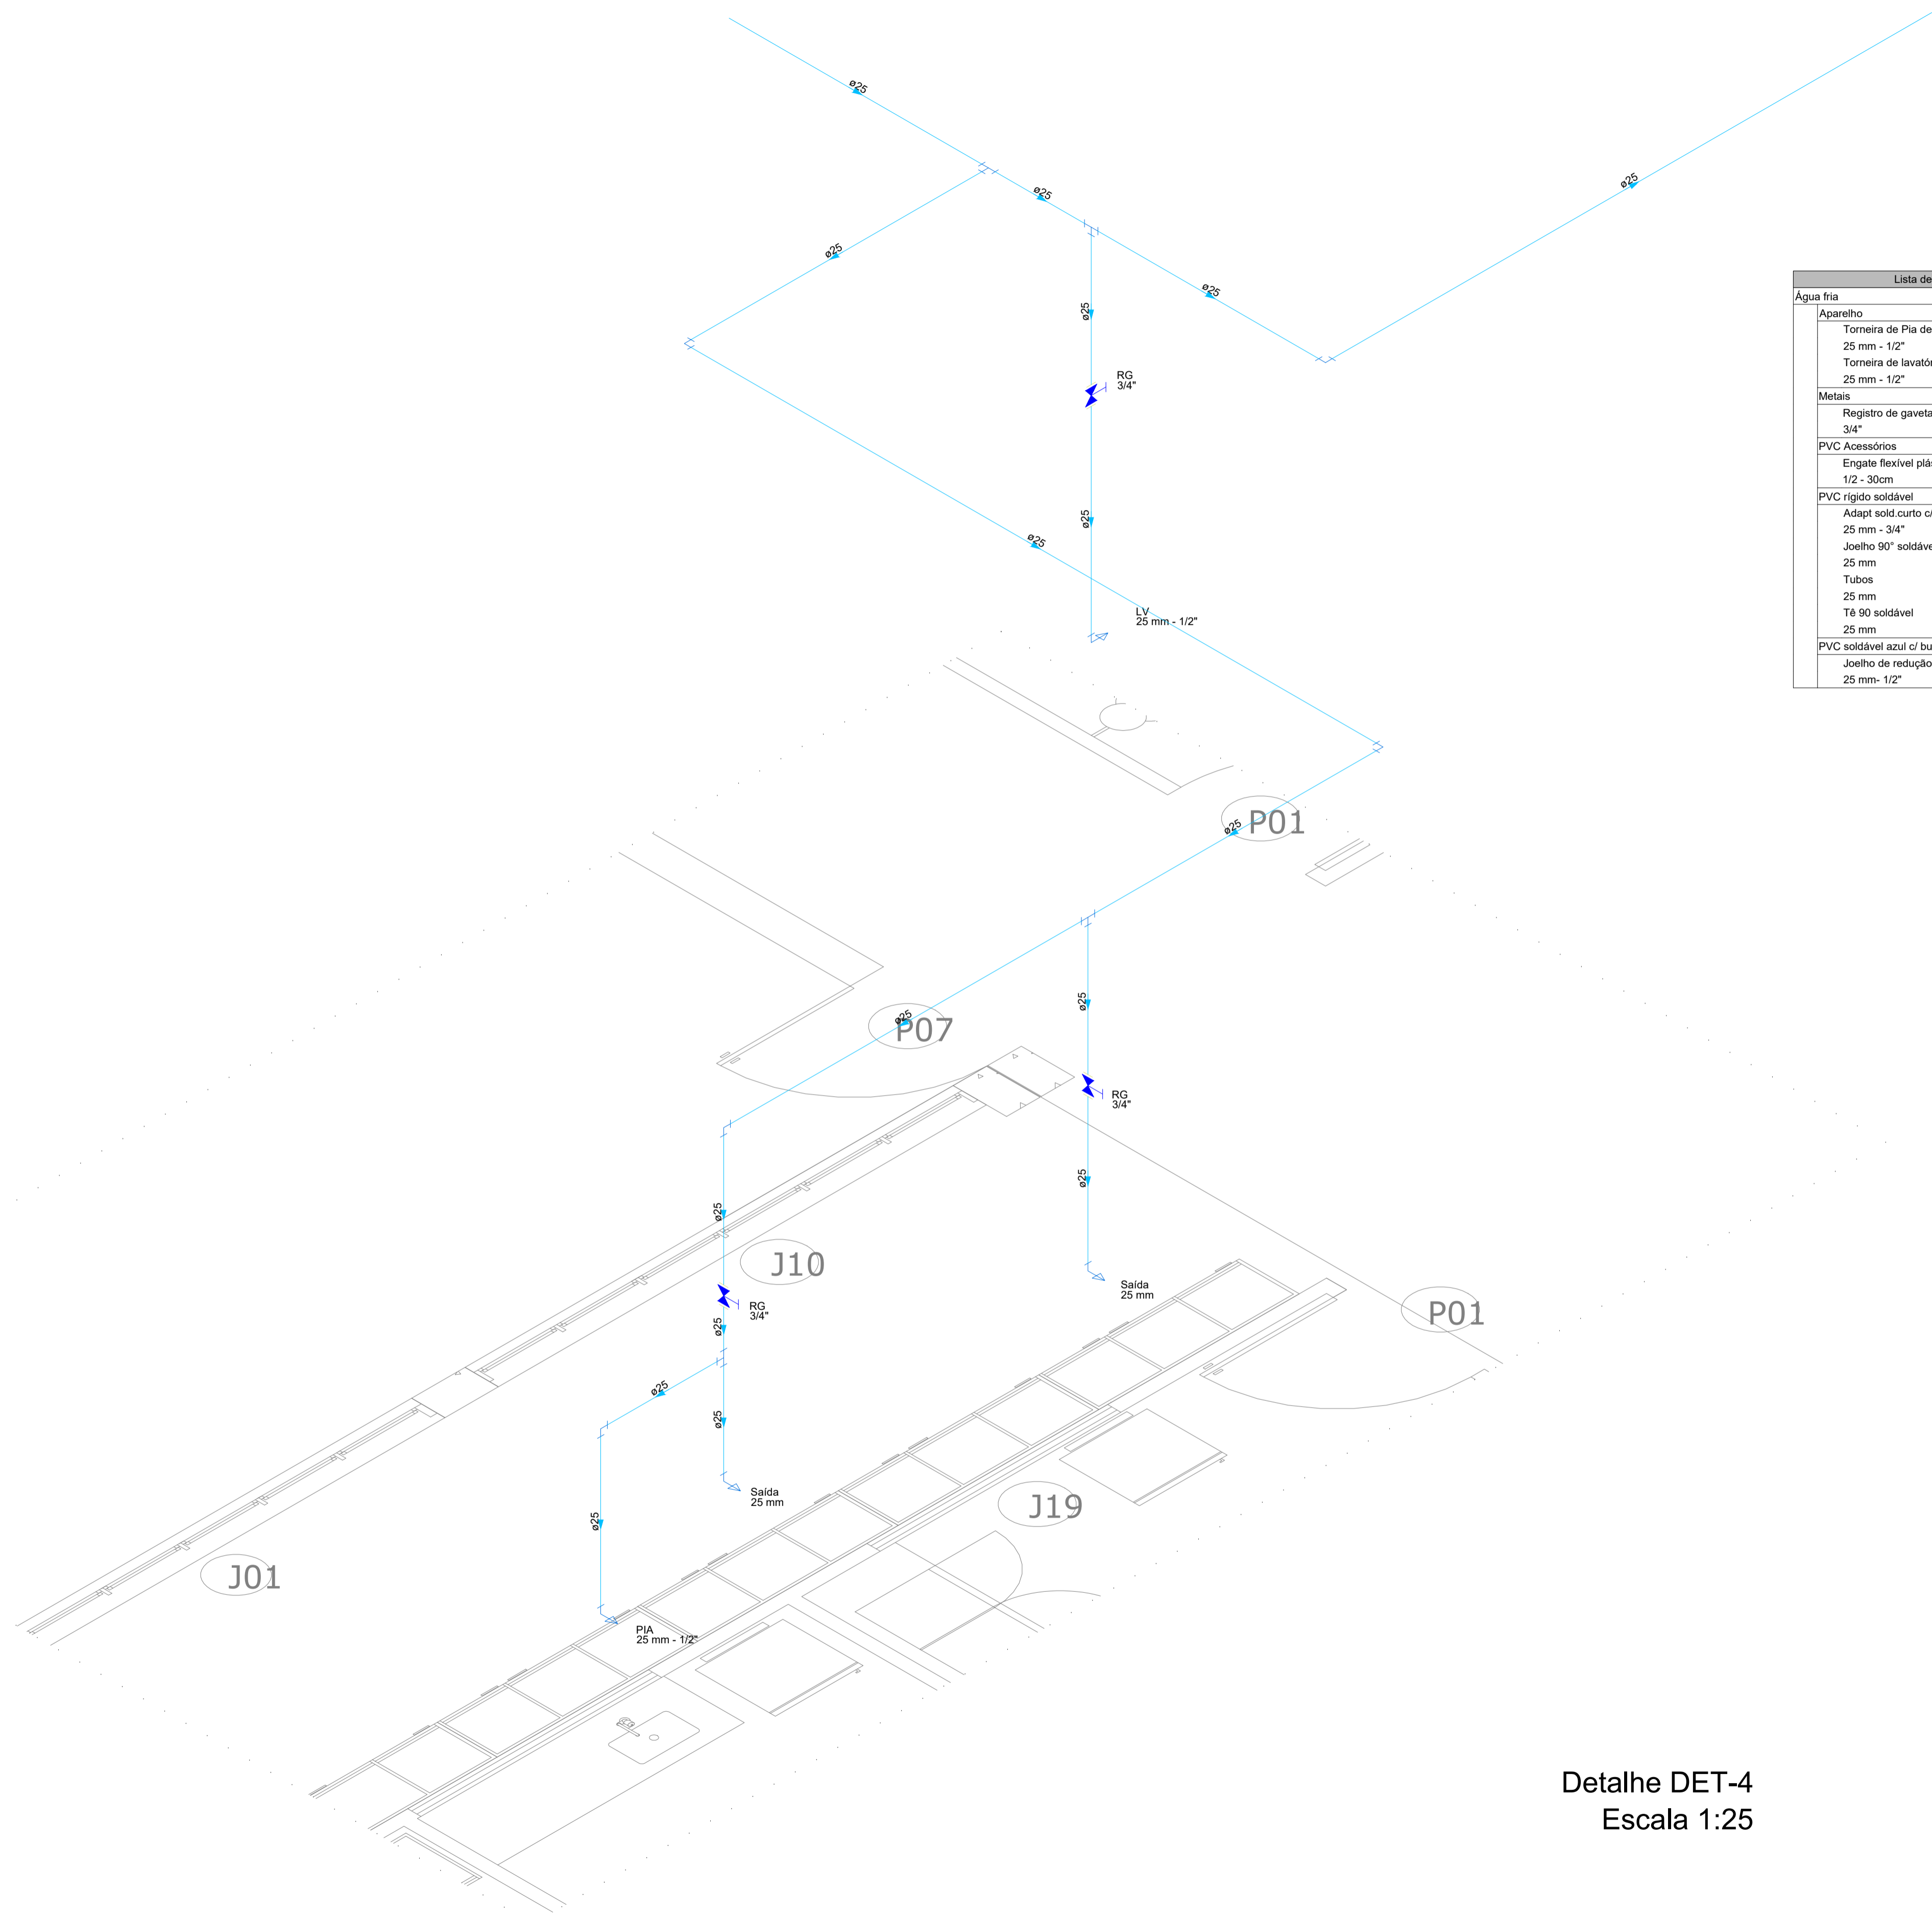 ø25
ø25
ø25
ø25
ø25
ø25
RG
3/4"
ø25
ø25
LV
25 mm - 1/2"
Lista de
Água fria
Aparelho
Torneira de Pia de
25 mm - 1/2"
Torneira de
25 mm - 1/2"
Metais
Registro de gaveta
3/4"
PVC Acessórios
Engate flexível
1/2 - 30cm
PVC rígido soldável
Adapt sold.curto c/
25 mm - 3/4"
Joelho 90°
25 mm
Tubos
25 mm
Tê 90 soldável
25 mm
PVC soldável azul c/
Joelho de redução
25 mm- 1/2"
P01
ø25
ø25
P07
ø25
RG
3/4"
ø25
ø25
J10
Saída
25 mm
RG
3/4"
P01
ø25
ø25
ø25
Saída
25 mm
J19
ø25
J01
PIA
25 mm - 1/2"
Detalhe DET-4
Escala 1:25